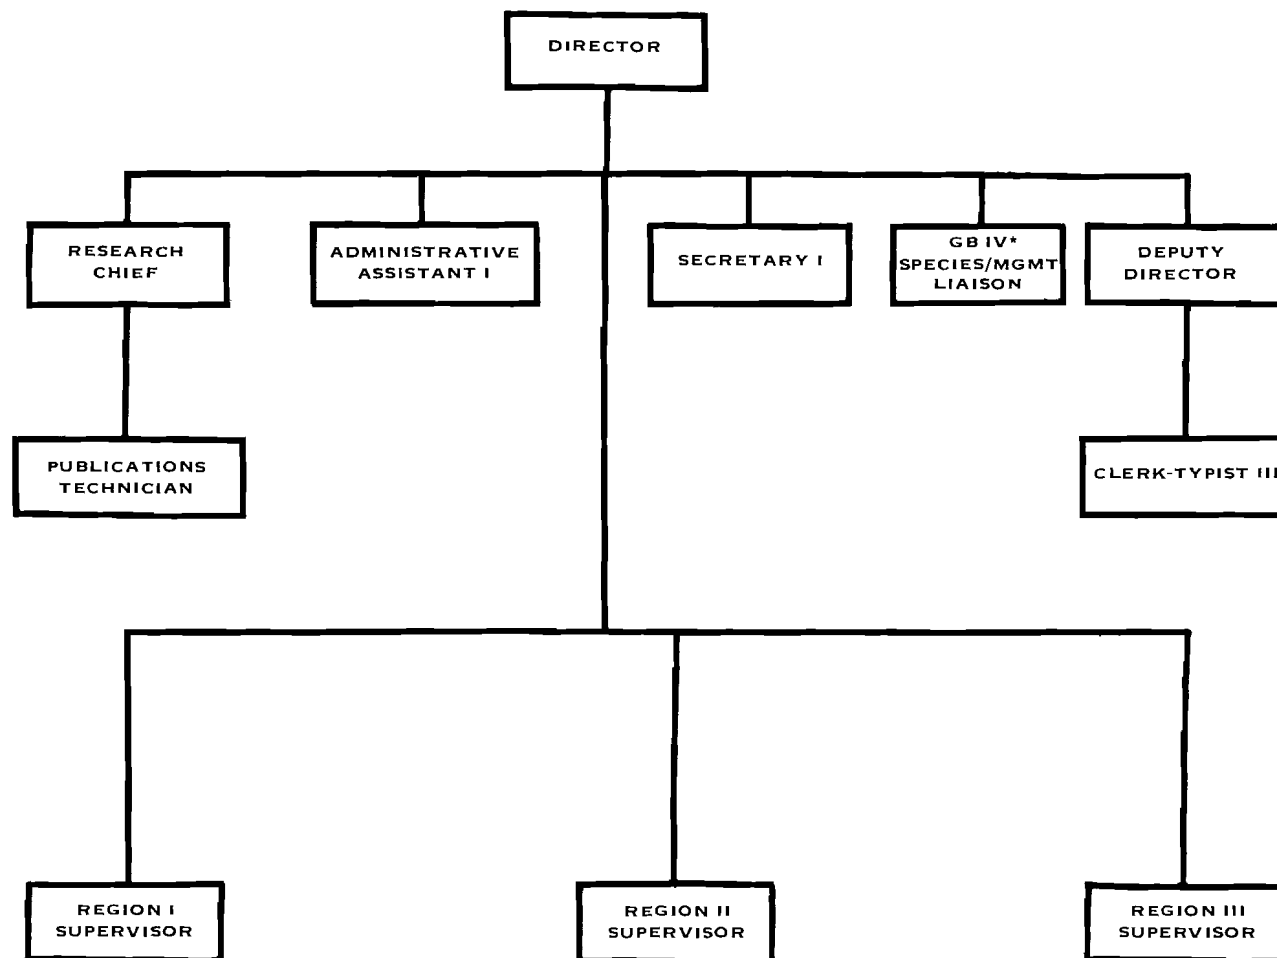 DIRECTOR
RESEARCH
CHIEF
ADMINISTRATIVE
ASSISTANT I
SECRETARY I
GB IV*
SPECIES/MGMT
LIAISON
DEPUTY
DIRECTOR
PUBLICATIONS
TECHNICIAN
CLERK-TYPIST III
REGION I
SUPERVISOR
REGION II
SUPERVISOR
REGION III
SUPERVISOR